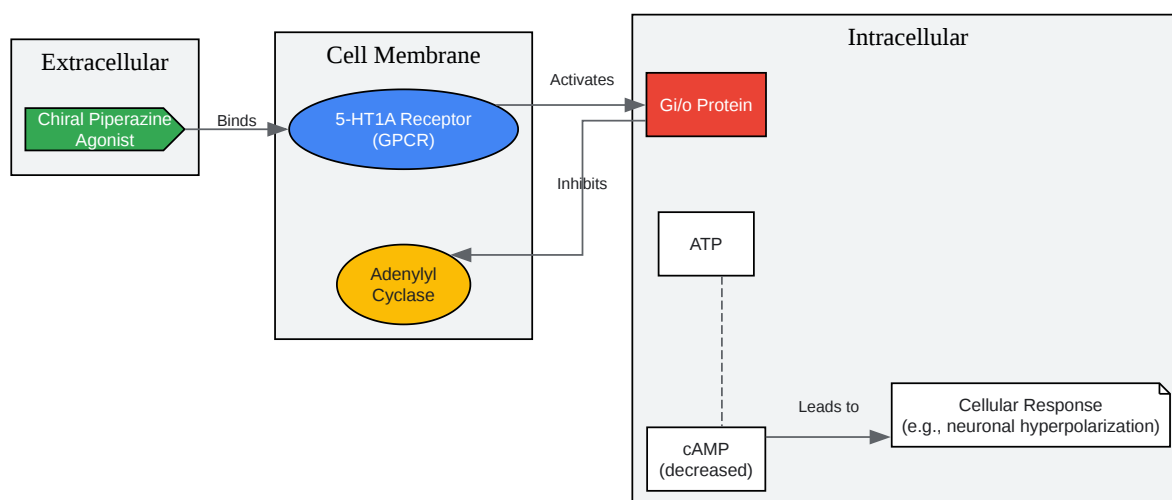 Extracellular
Chiral Piperazine
Agonist
Binds
Cell Membrane
5-HT1A Receptor
(GPCR)
Adenylyl
Cyclase
Activates
Inhibits
Intracellular
Gi/o Protein
ATP
cAMP
(decreased)
Leads to
Cellular Response
(e.g., neuronal hyperpolarization)